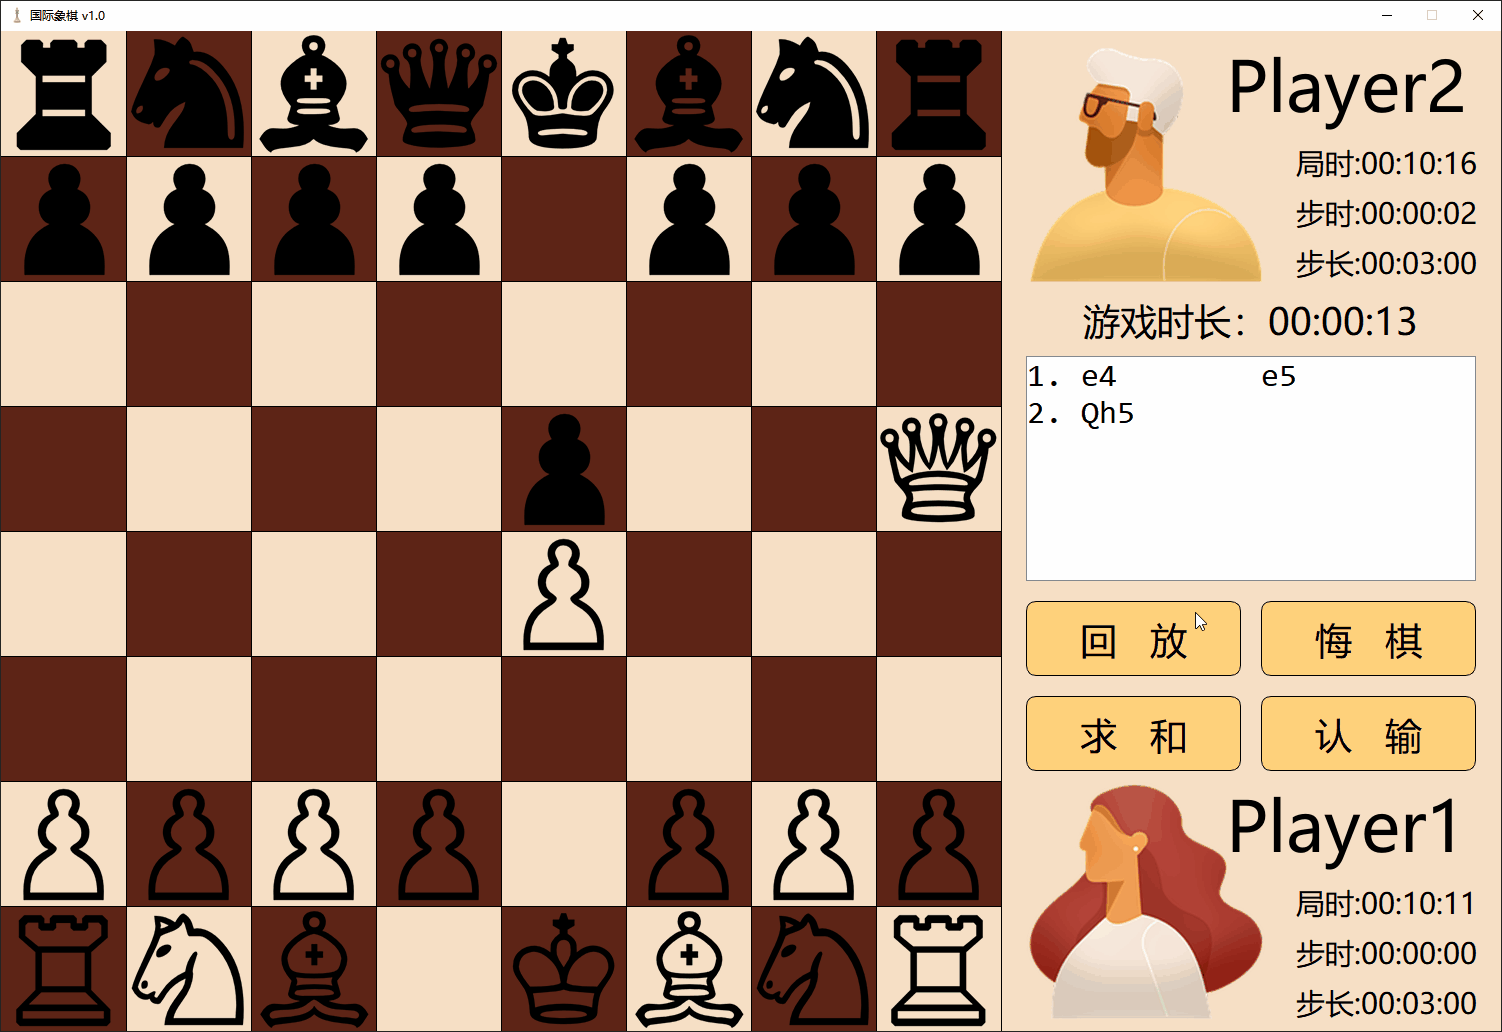 国际象棋 v1.0
Player2
局时:00:10:16
步时:00:00:02
步长:00:03:00
游戏时长：00:00:13
1. e4 e5
2. Qh5
回 放 悔 棋
求 和 认 输
Player1
局时:00:10:11
步时:00:00:00
步长:00:03:00